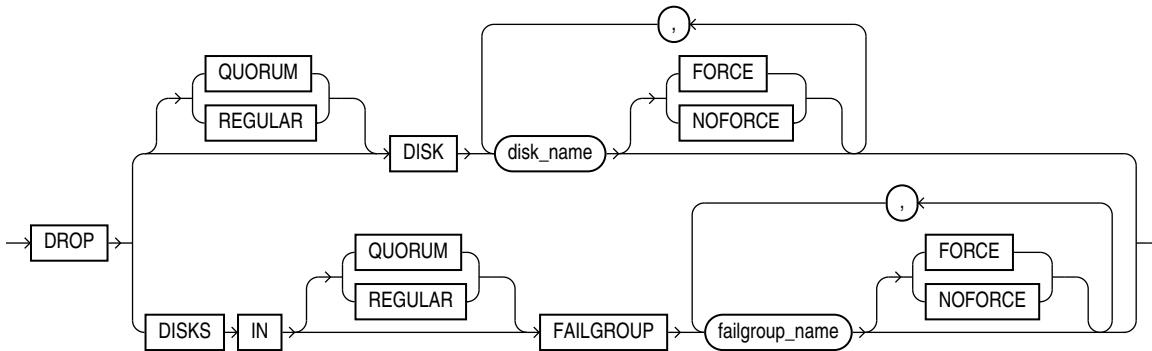 ,
QUORUM
FORCE
REGULAR
NOFORCE
DISK
disk_name
,
DROP
QUORUM
FORCE
REGULAR
NOFORCE
DISKS
IN
FAILGROUP
failgroup_name